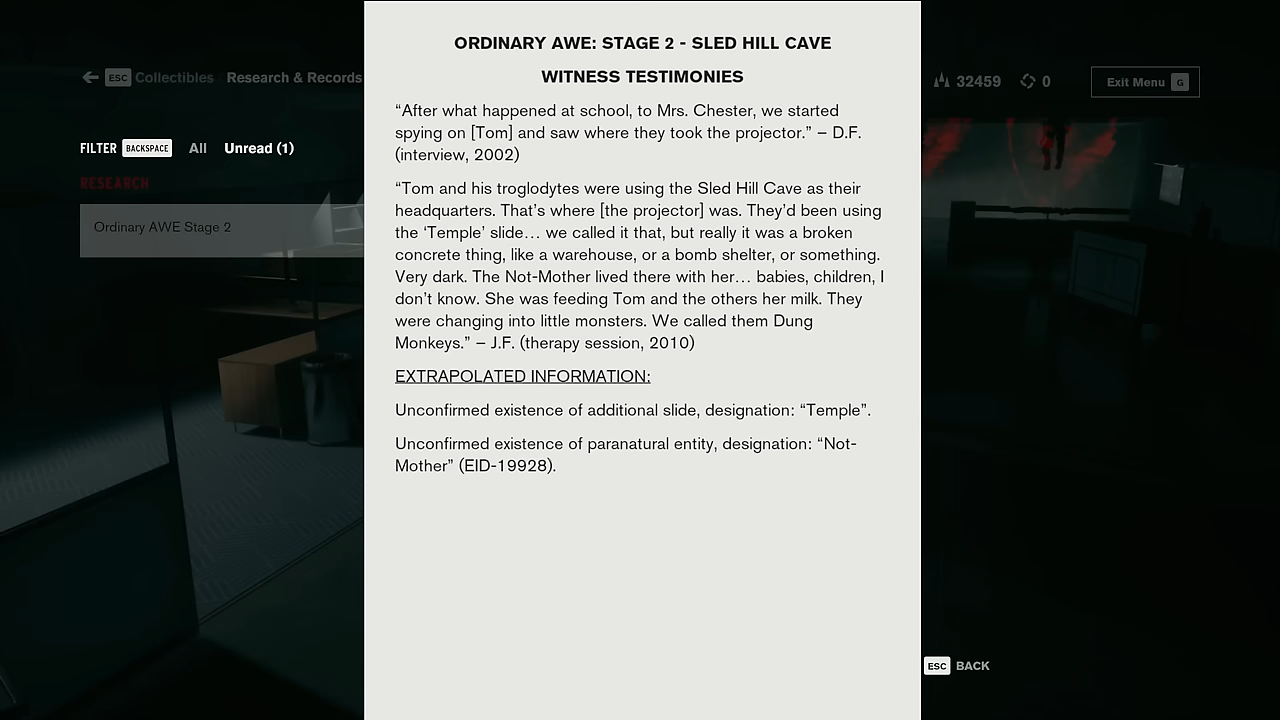 ORDINARY AWE: STAGE 2 - SLED HILL CAVE
WITNESS TESTIMONIES
ESC Collectibles Research & Records
32459 0 Exit Menu G
“After what happened at school, to Mrs. Chester, we started
spying on [Tom] and saw where they took the projector.” – D.F.
(interview, 2002)
FILTER BACKSPACE All Unread (1)
RESEARCH
Ordinary AWE Stage 2
“Tom and his troglodytes were using the Sled Hill Cave as their
headquarters. That’s where [the projector] was. They’d been using
the ‘Temple’ slide… we called it that, but really it was a broken
concrete thing, like a warehouse, or a bomb shelter, or something.
Very dark. The Not-Mother lived there with her… babies, children, I
don’t know. She was feeding Tom and the others her milk. They
were changing into little monsters. We called them Dung
Monkeys.” – J.F. (therapy session, 2010)
EXTRAPOLATED INFORMATION:
Unconfirmed existence of additional slide, designation: “Temple”.
Unconfirmed existence of paranatural entity, designation: “Not-
Mother” (EID-19928).
ESC BACK